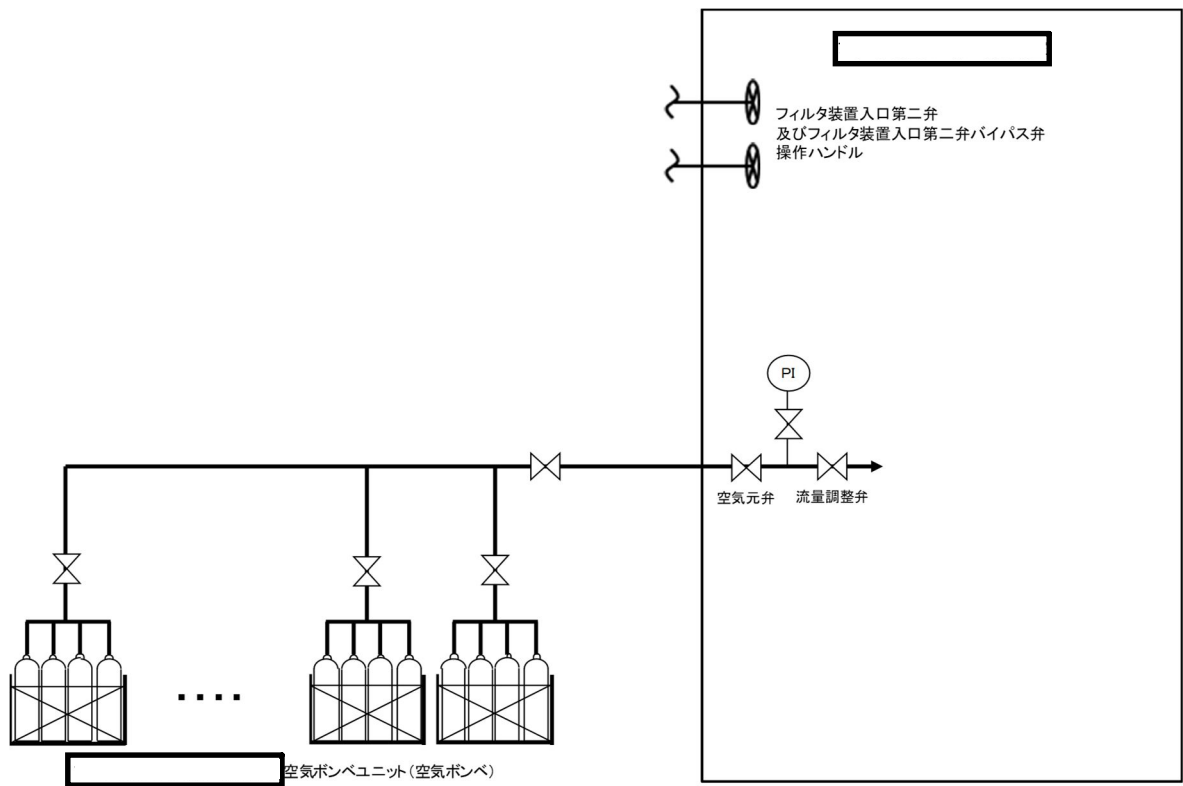 フィルタ装置入口第二弁
及びフィルタ装置入口第二弁バイパス弁
操作ハンドル
PI
空気元弁
流量調整弁
空気ボンベユニット(空気ボンベ)